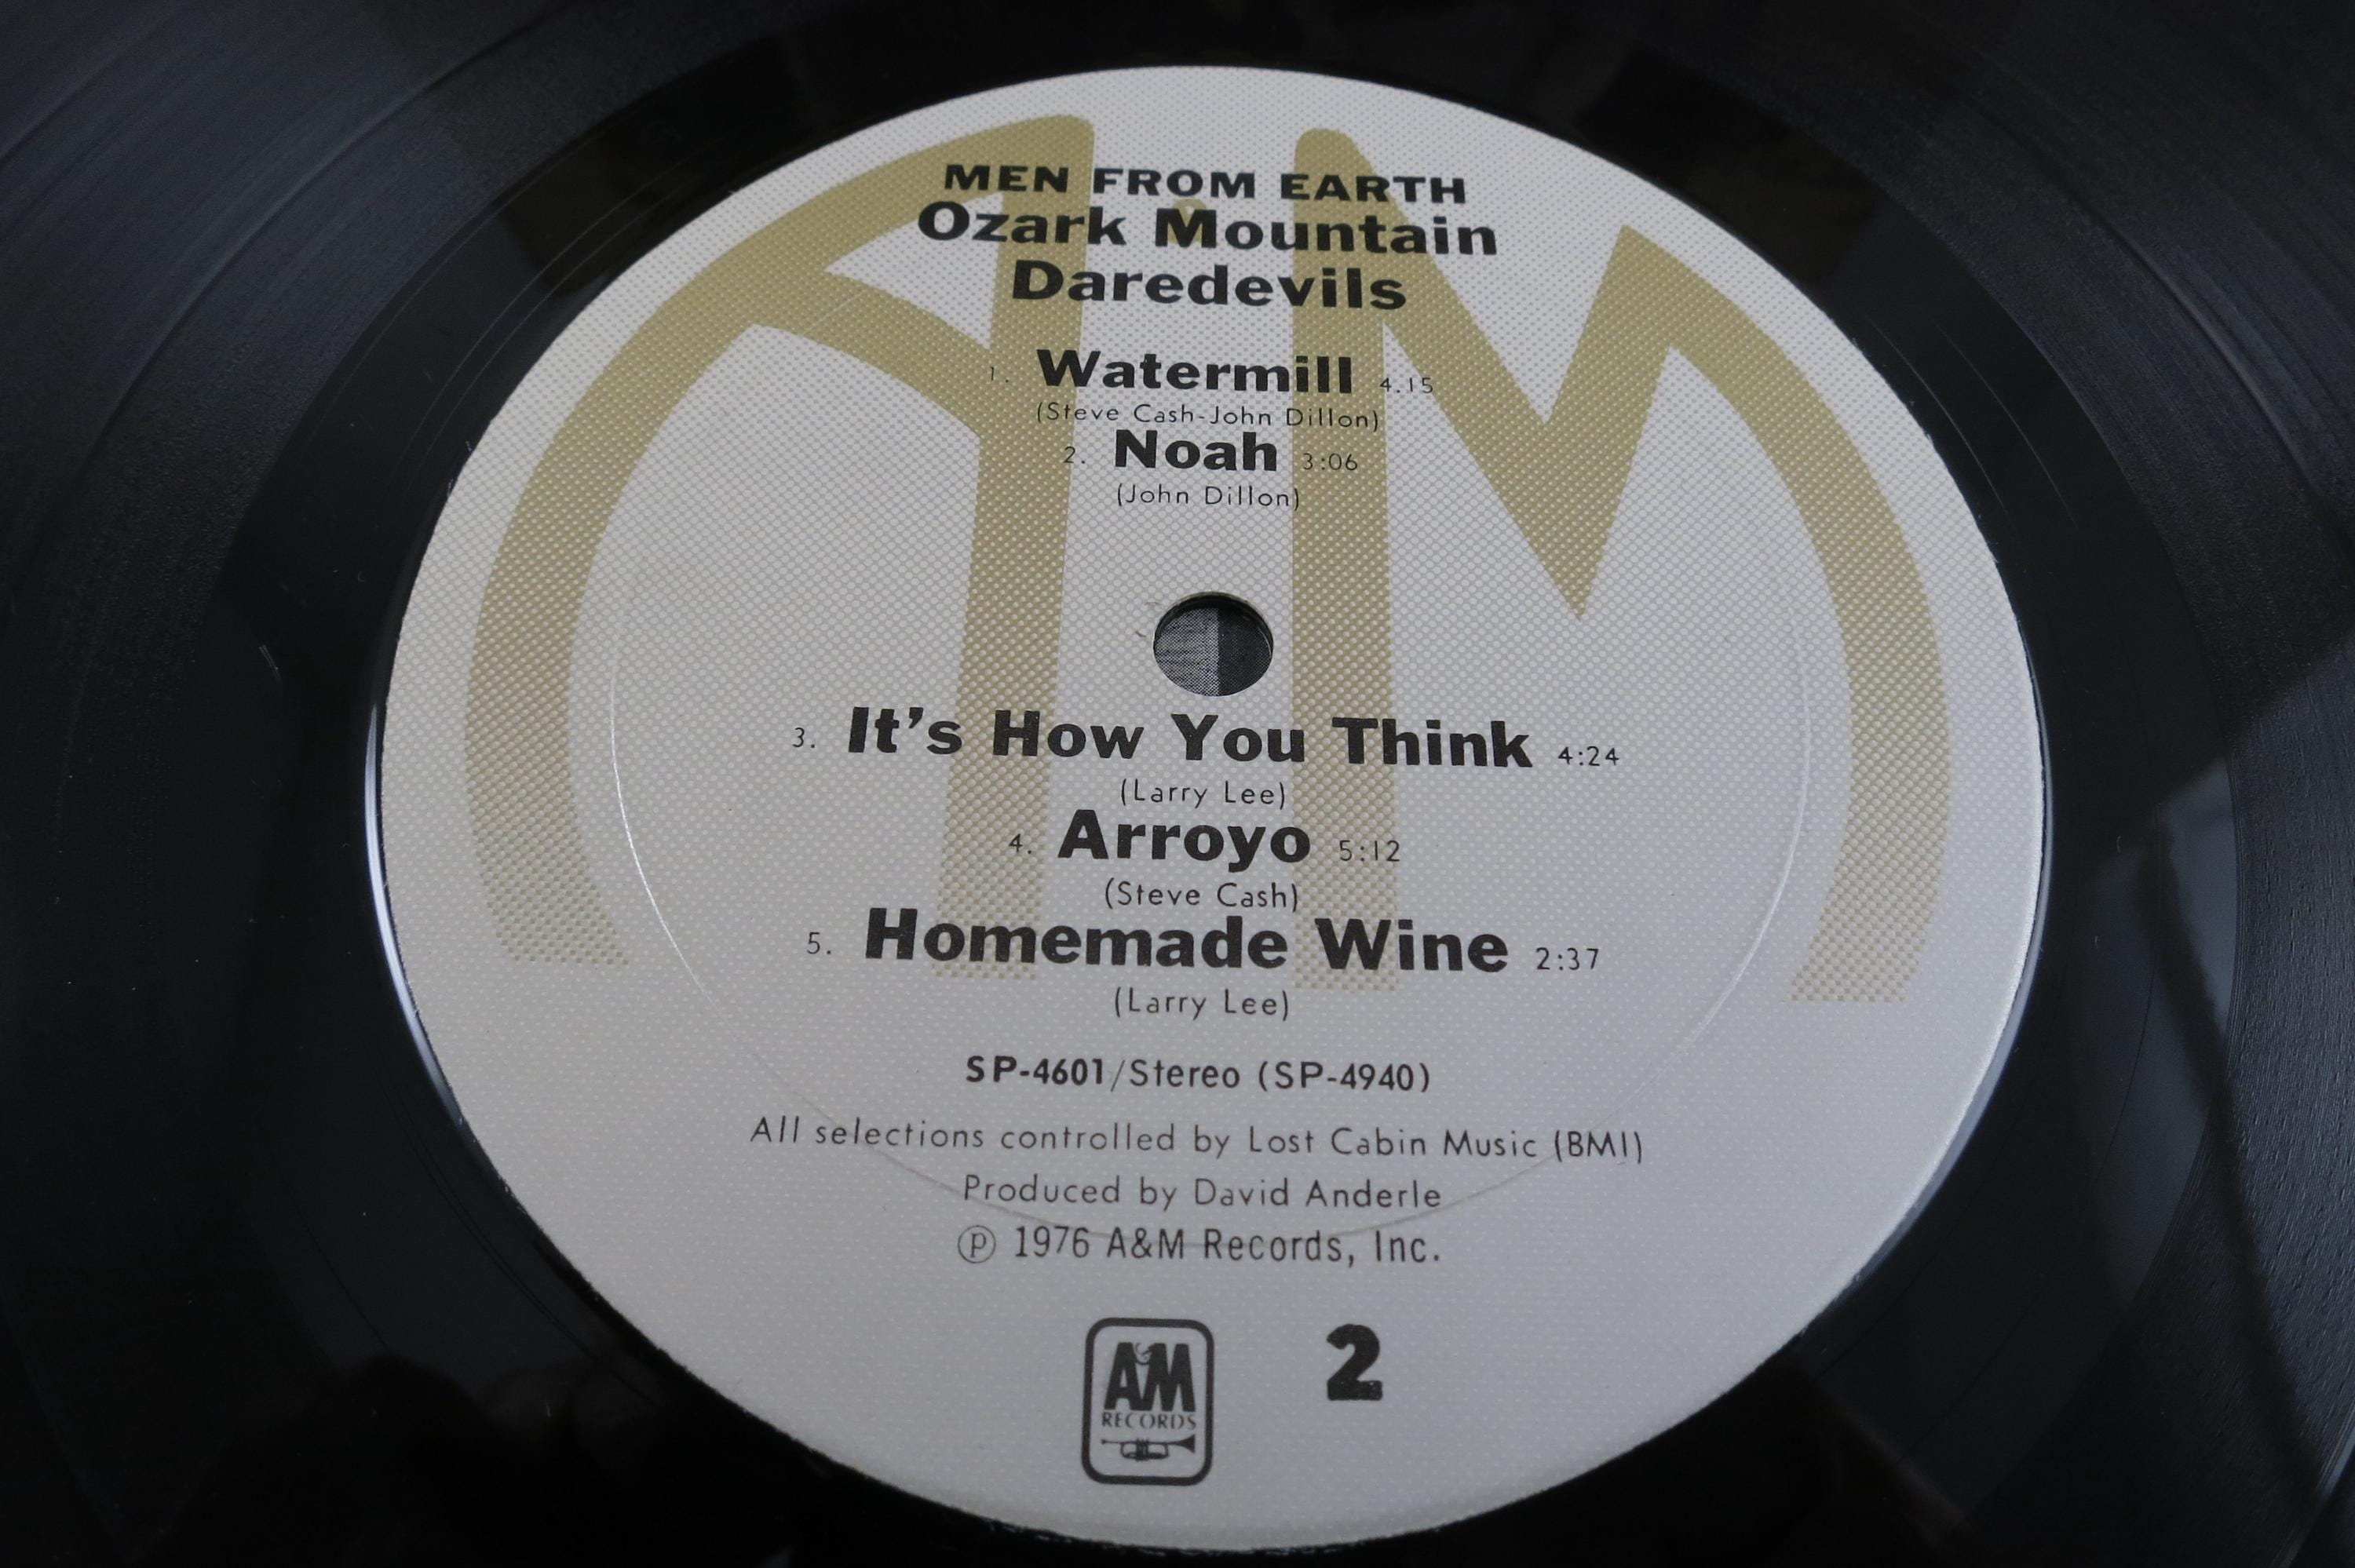 MEN FROM EARTH
Ozark Mountain
Daredevils
1. Watermill 4.15
(Steve Cash-John Dillon)
2. Noah 3:06
(John Dillon)
3. It's How You Think 4:24
(Larry Lee)
4. Arroyo 5:12
(Steve Cash)
5. Homemade Wine 2:37
(Larry Lee)
SP-4601/Stereo (SP-4940)
All selections controlled by Lost Cabin Music (BMI)
Produced by David Anderle
℗ 1976 A&M Records, Inc.
A&M
RECORDS
2